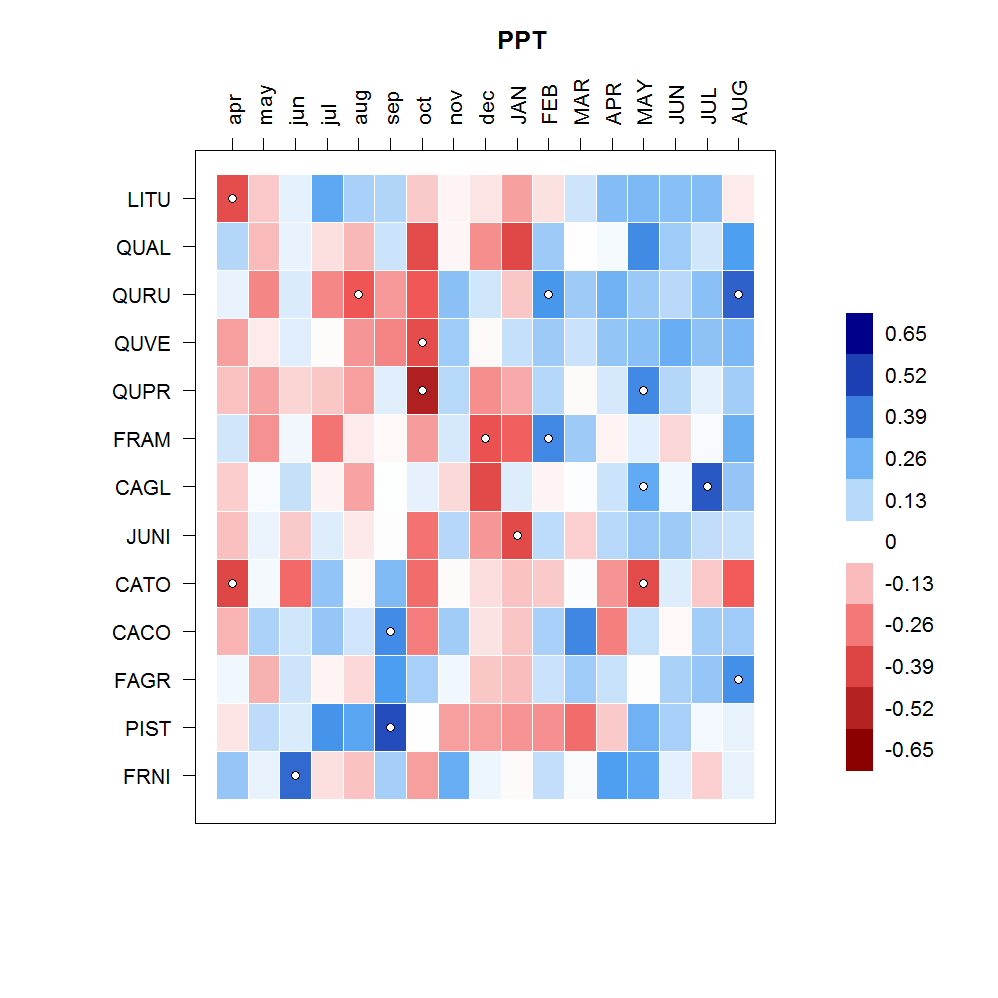 PPT
apr may jun jul aug sep oct nov dec JAN FEB MAR APR MAY JUN JUL AUG
LITU
QUAL
QURU
QUVE
QUPR
FRAM
CAGL
JUNI
CATO
CACO
FAGR
PIST
FRNI
0.65
0.52
0.39
0.26
0.13
0
-0.13
-0.26
-0.39
-0.52
-0.65